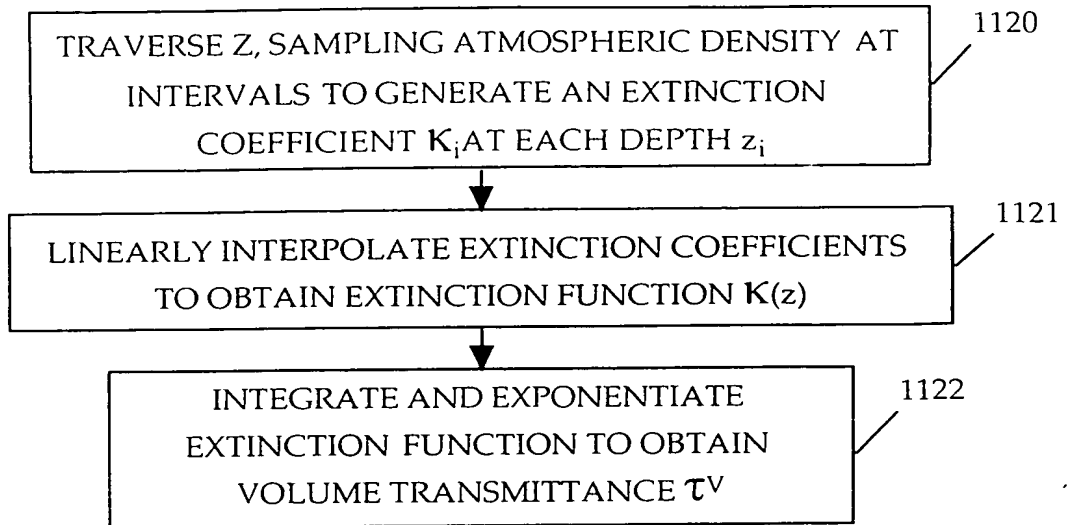 TRAVERSE Z, SAMPLING ATMOSPHERIC DENSITY AT
INTERVALS TO GENERATE AN EXTINCTION
COEFFICIENT κi AT EACH DEPTH zi
1120
LINEARLY INTERPOLATE EXTINCTION COEFFICIENTS
TO OBTAIN EXTINCTION FUNCTION κ(z)
1121
INTEGRATE AND EXPONENTIATE
EXTINCTION FUNCTION TO OBTAIN
VOLUME TRANSMITTANCE τV
1122